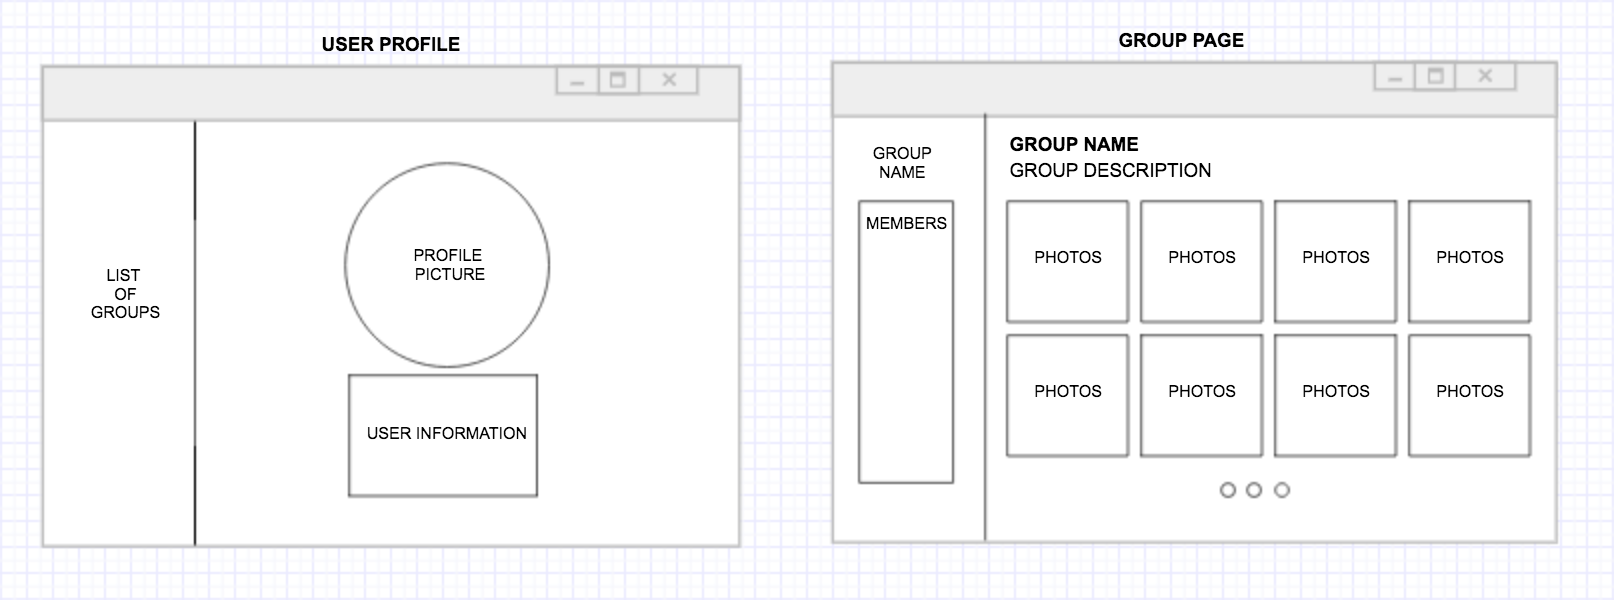 USER PROFILE
LIST
OF
GROUPS
PROFILE
PICTURE
USER INFORMATION
GROUP PAGE
GROUP
NAME
MEMBERS
GROUP NAME
GROUP DESCRIPTION
PHOTOS PHOTOS PHOTOS PHOTOS
PHOTOS PHOTOS PHOTOS PHOTOS